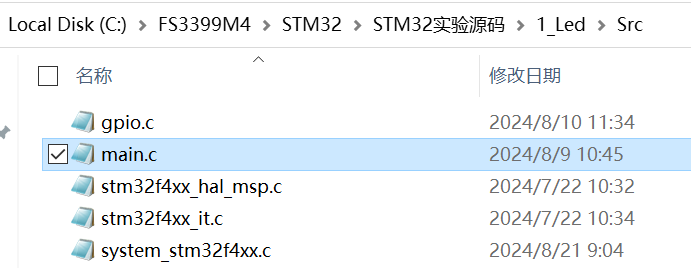 Local Disk (C:) > FS3399M4 > STM32 > STM32实验源码 > 1_Led > Src
名称 修改日期
gpio.c 2024/8/10 11:34
main.c 2024/8/9 10:45
stm32f4xx_hal_msp.c 2024/7/22 10:32
stm32f4xx_it.c 2024/7/22 10:34
system_stm32f4xx.c 2024/8/21 9:04